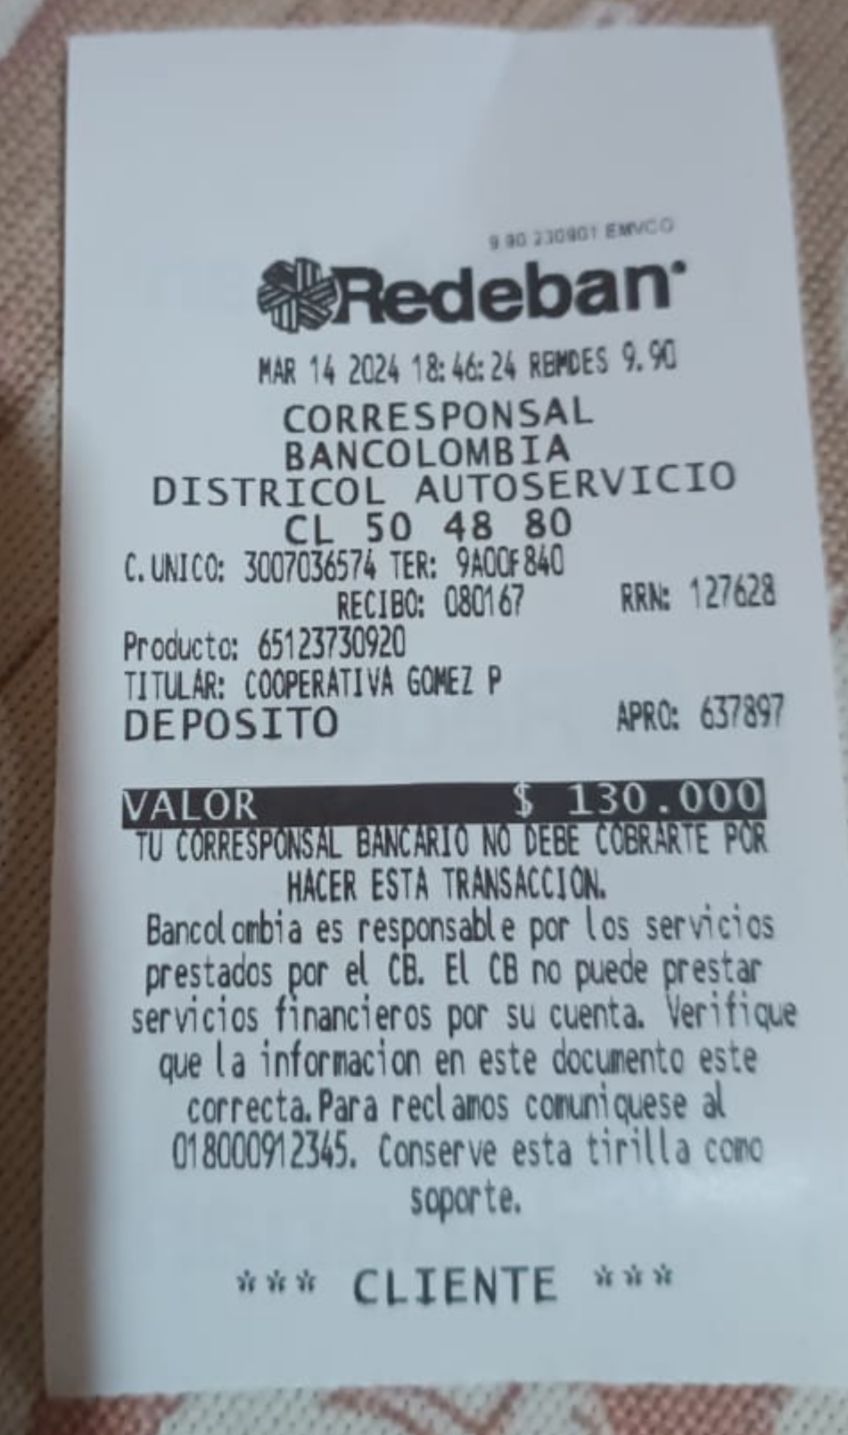 9.90 230901 EMVCO
Redeban
MAR 14 2024 18:46:24 RBMDES 9.90
CORRESPONSAL
BANCOLOMBIA
DISTRICOL AUTOSERVICIO
CL 50 48 80
C.UNICO: 3007036574 TER: 9A00F840
RECIBO: 080167 RRN: 127628
Producto: 65123730920
TITULAR: COOPERATIVA GOMEZ P
DEPOSITO APRO: 637897
VALOR $ 130.000
TU CORRESPONSAL BANCARIO NO DEBE COBRARTE POR
HACER ESTA TRANSACCION.
Bancolombia es responsable por los servicios
prestados por el CB. El CB no puede prestar
servicios financieros por su cuenta. Verifique
que la informacion en este documento este
correcta.Para reclamos comuniquese al
018000912345. Conserve esta tirilla como
soporte.
*** CLIENTE ***